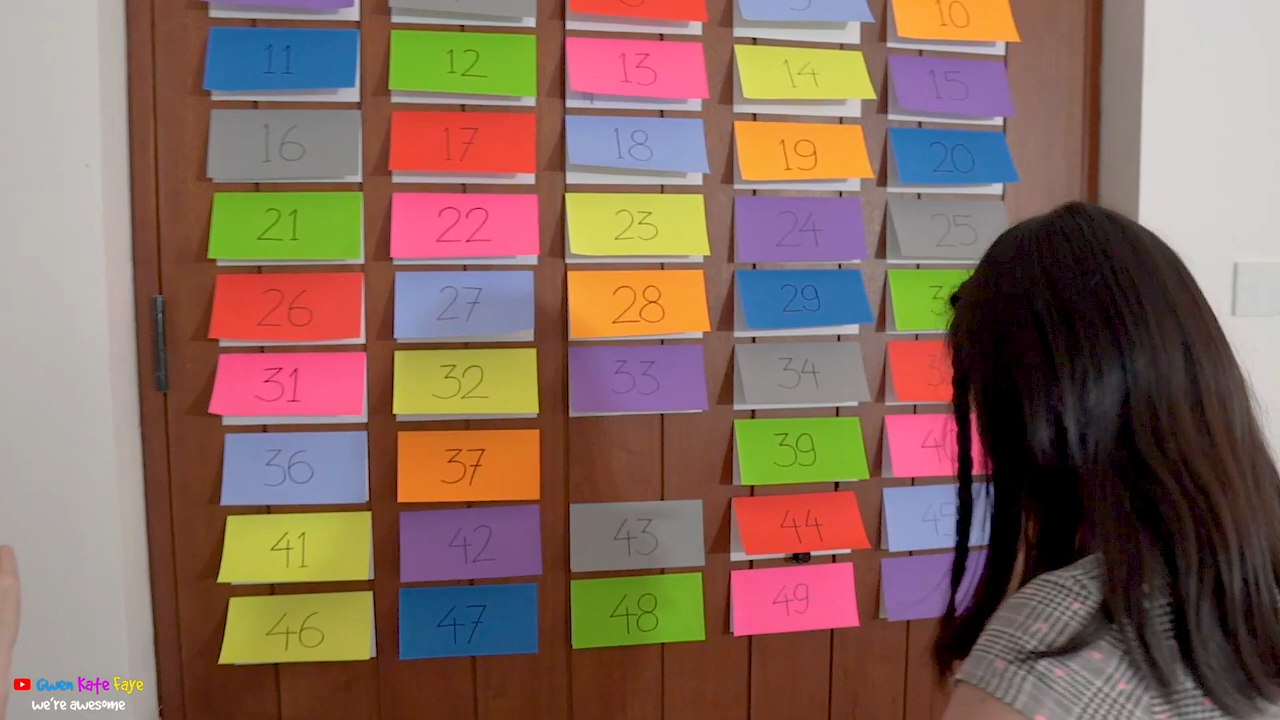 10
11 12 13 14 15
16 17 18 19 20
21 22 23 24 25
26 27 28 29
31 32 33 34
36 37 39
41 42 43 44 45
46 47 48 49
Gwen Kate Faye
we're awesome